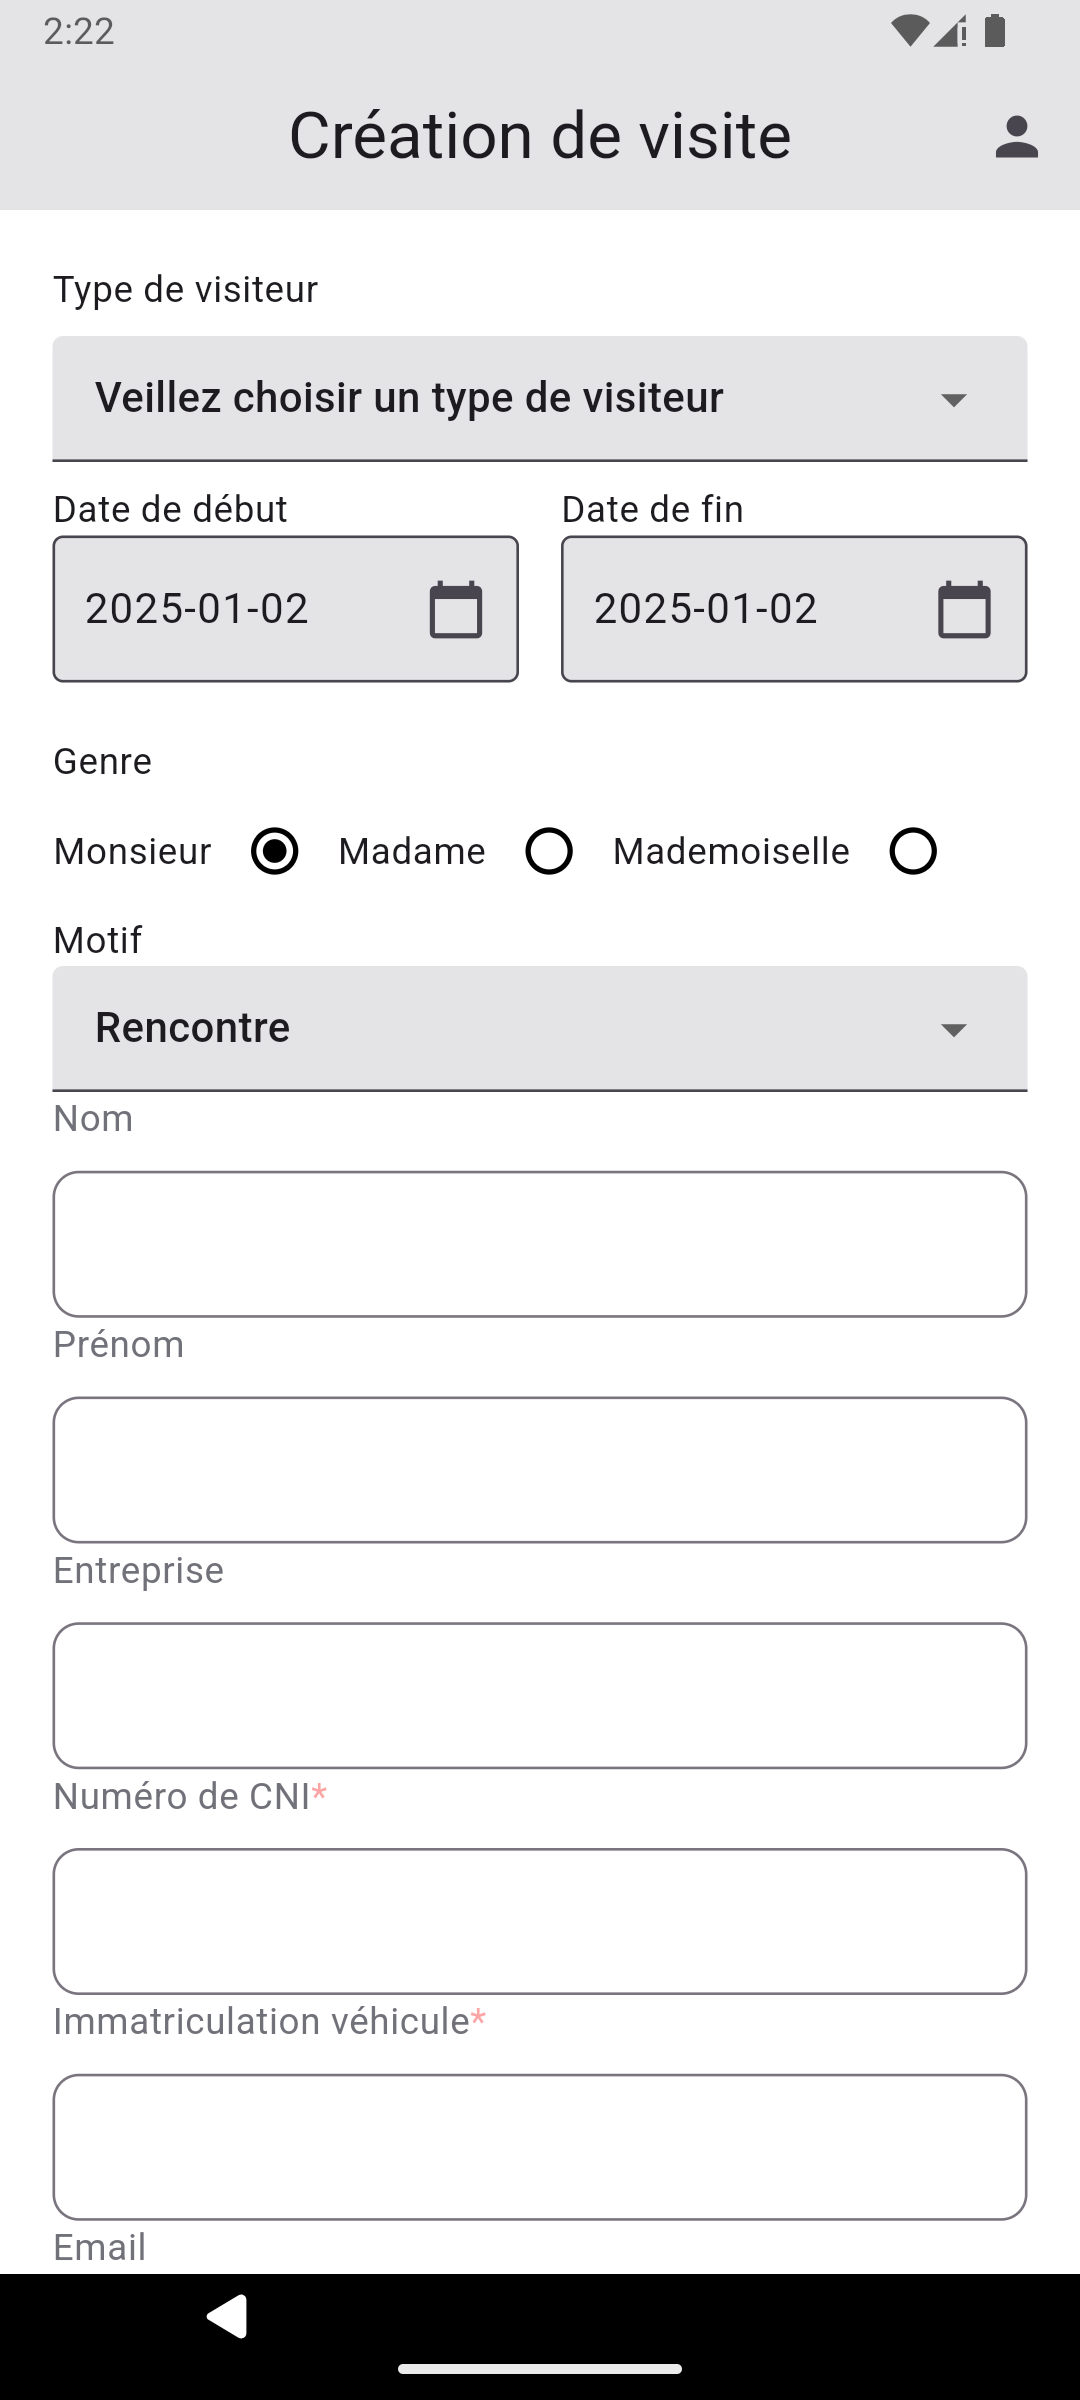 2:22
Création de visite
Type de visiteur
Veillez choisir un type de visiteur
Date de début Date de fin
2025-01-02 2025-01-02
Genre
Monsieur Madame Mademoiselle
Motif
Rencontre
Nom
Prénom
Entreprise
Numéro de CNI*
Immatriculation véhicule*
Email